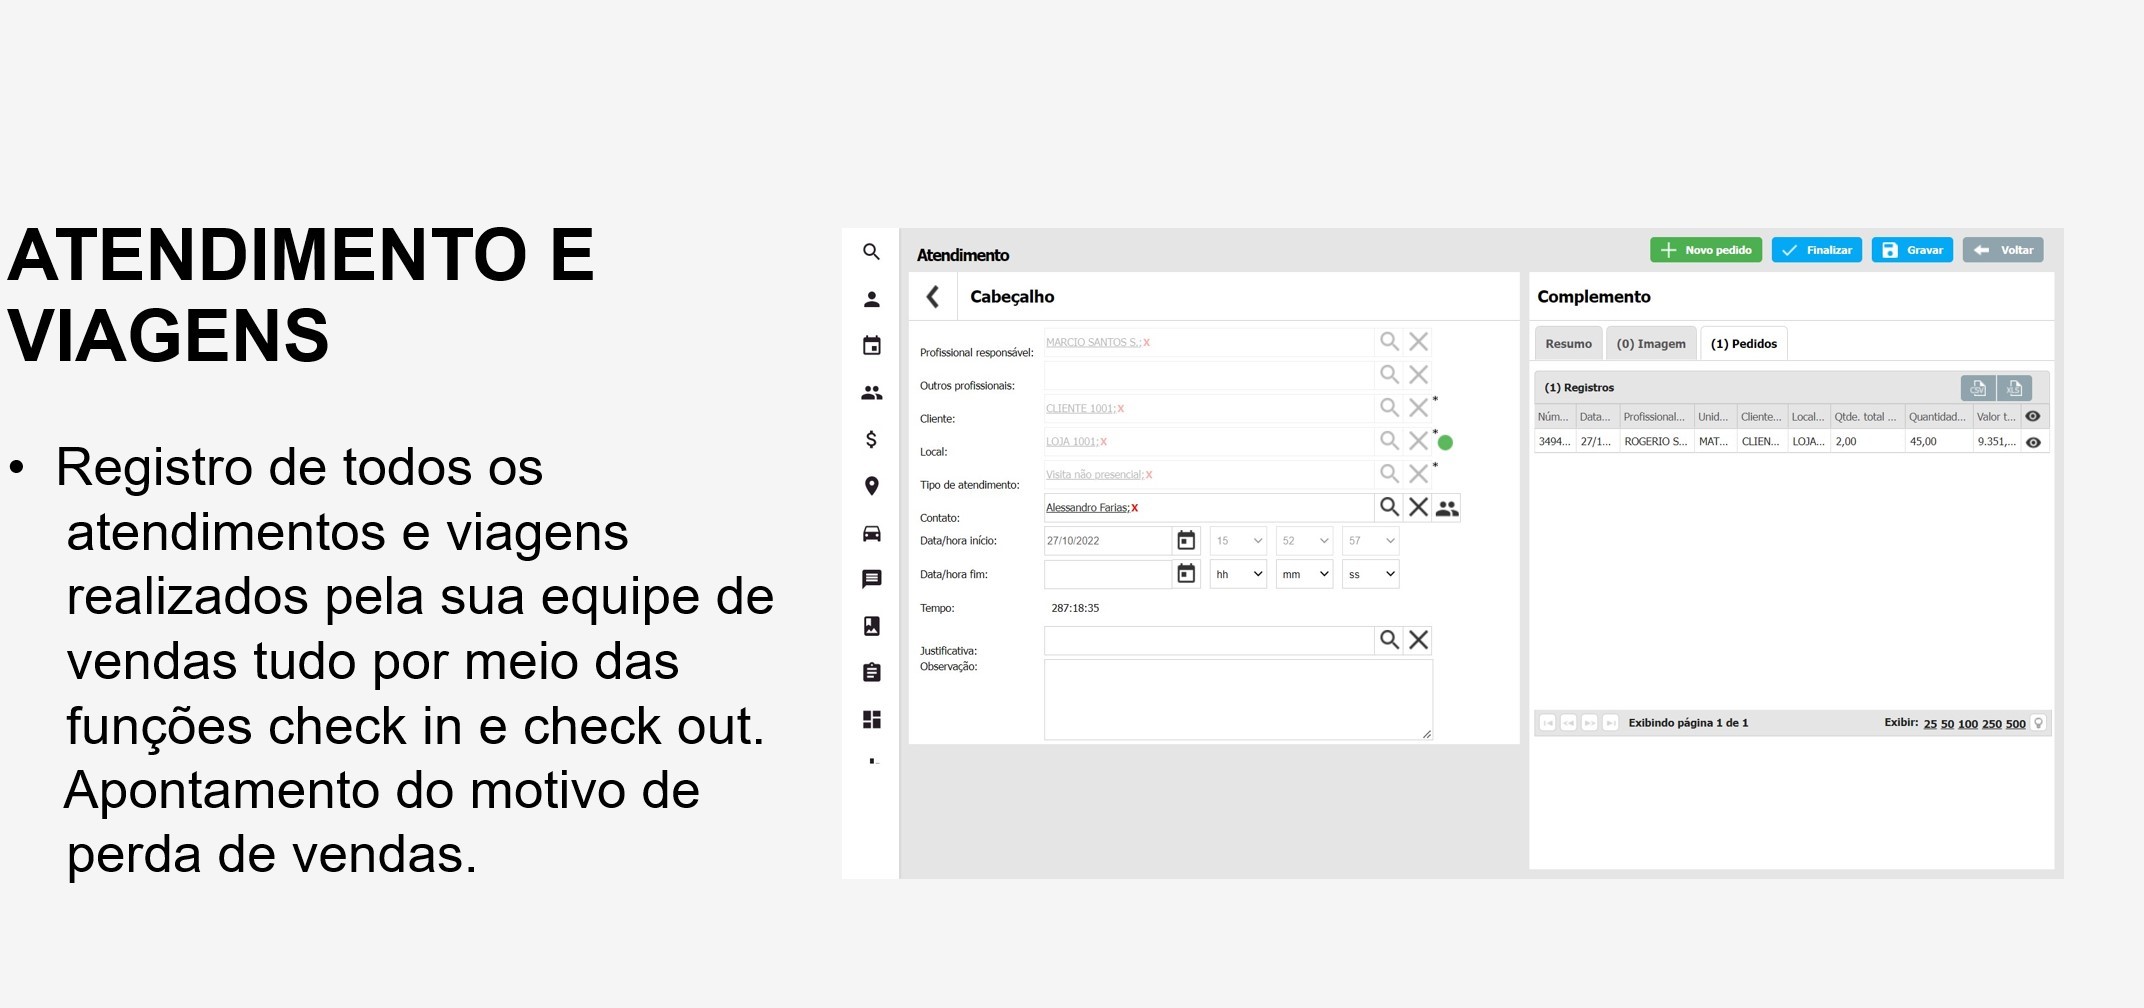 ATENDIMENTO E
VIAGENS
• Registro de todos os
atendimentos e viagens
realizados pela sua equipe de
vendas tudo por meio das
funções check in e check out.
Apontamento do motivo de
perda de vendas.
Atendimento
Novo pedido
Finalizar
Gravar
Voltar
Cabeçalho
Profissional responsável: MARCIO SANTOS S.;X
Outros profissionais:
Cliente: CLIENTE 1001;X *
Local: LOJA 1001;X *
Tipo de atendimento: Visita não presencial;X *
Contato: Alessandro Farias;X
Data/hora início: 27/10/2022 15 52 57
Data/hora fim: hh mm ss
Tempo: 287:18:35
Justificativa:
Observação:
Complemento
Resumo (0) Imagem (1) Pedidos
(1) Registros CSV XLS
Núm... Data... Profissional... Unid... Cliente... Local... Qtde. total ... Quantidad... Valor t...
3494... 27/1... ROGERIO S... MAT... CLIEN... LOJA... 2,00 45,00 9.351,...
Exibindo página 1 de 1 Exibir: 25 50 100 250 500